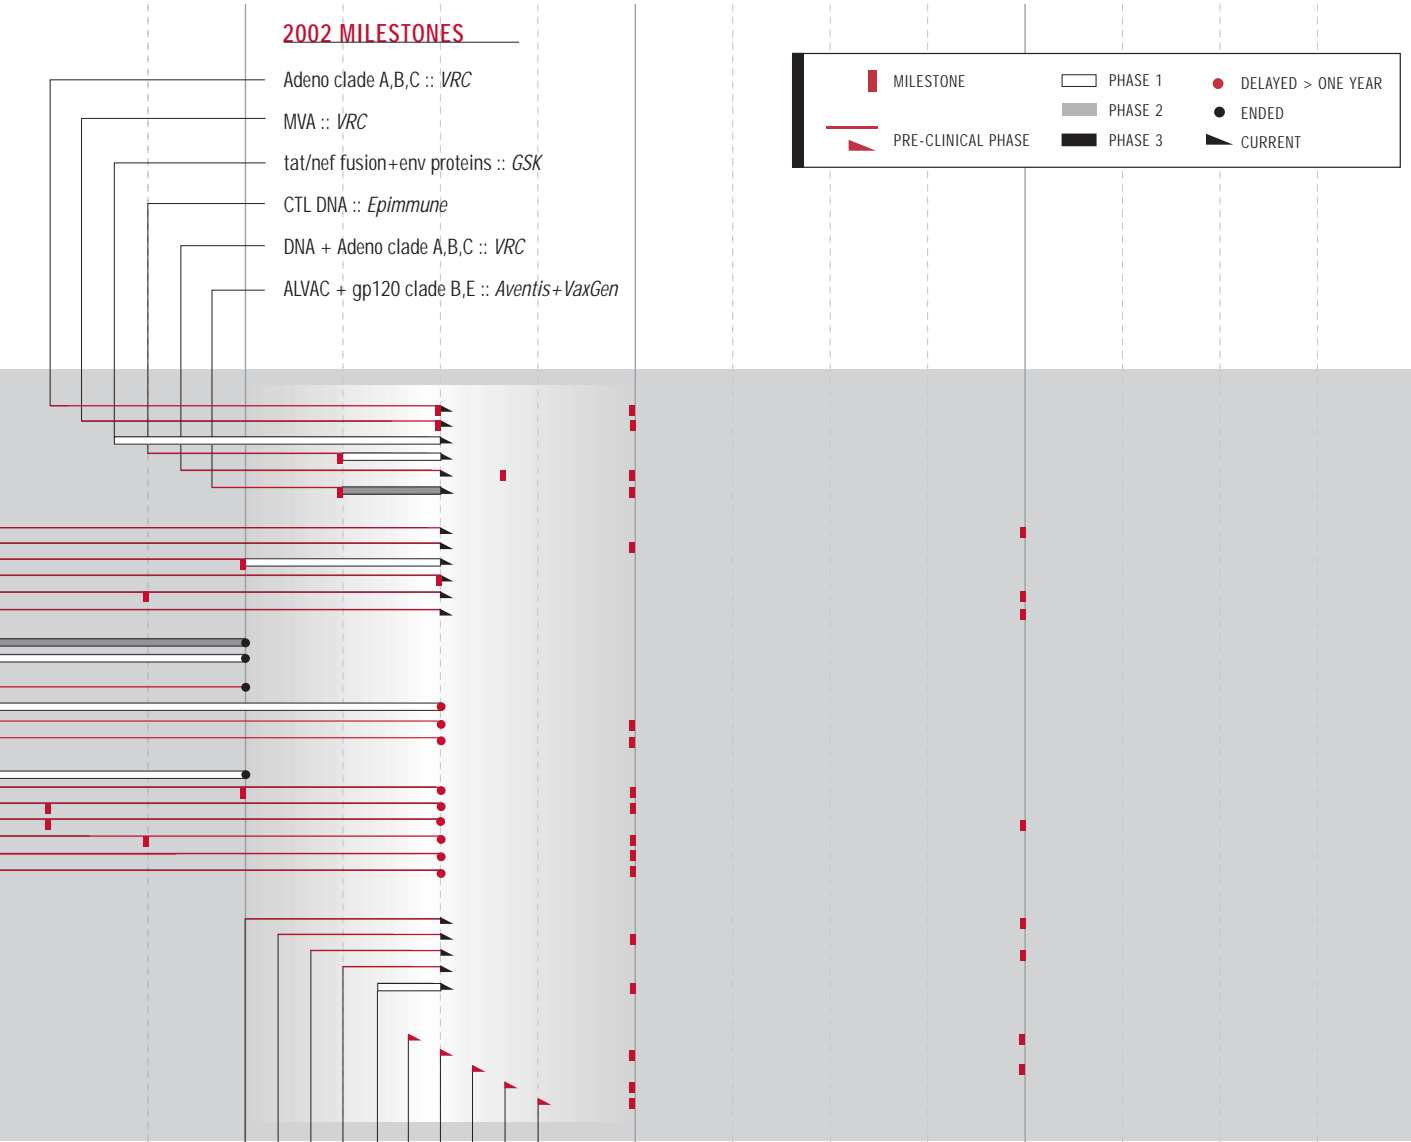 2002 MILESTONES
Adeno clade A,B,C :: VRC
MVA :: VRC
tat/nef fusion+env proteins :: GSK
CTL DNA :: Epimmune
DNA + Adeno clade A,B,C :: VRC
ALVAC + gp120 clade B,E :: Aventis+VaxGen
MILESTONE
PRE-CLINICAL PHASE
PHASE 1
PHASE 2
PHASE 3
DELAYED > ONE YEAR
ENDED
CURRENT